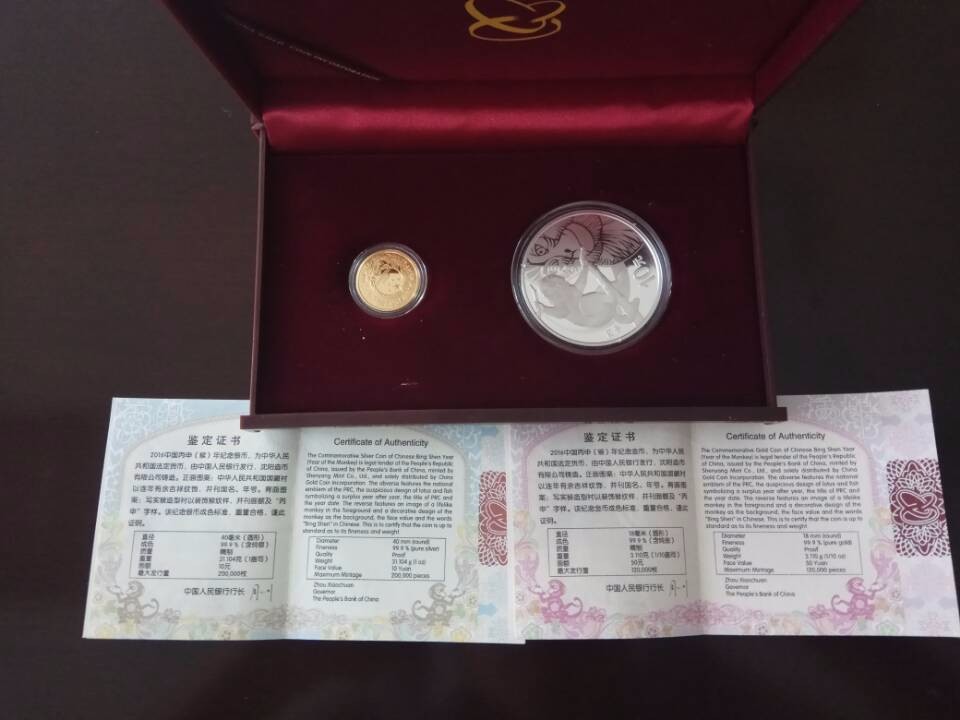 GOLD COIN INCORPORATION
10元
丙申
鉴定证书
2016中国丙申(猴)年纪念银币,为中华人民
共和国法定货币,由中国人民银行发行,沈阳造币
有限公司铸造。正面图案:中华人民共和国国徽衬
以连年有余吉祥纹饰,并刊国名、年号。背面图
案:写实猴造型衬以装饰猴纹样,并刊面额及“丙
申”字样。该纪念银币成色标准,重量合格,谨此
证明。
直径 40毫米(圆形)
成色 99.9%(含纯银)
质量 精制
重量 31.104克(1盎司)
面额 10元
最大发行量 200,000枚
中国人民银行行长
Certificate of Authenticity
The Commemorative Silver Coin of Chinese Bing Shen Year
(Year of the Monkey) is legal tender of the People's Republic
of China, issued by the People's Bank of China, minted by
Shenyang Mint Co., Ltd., and solely distributed by China
Gold Coin Incorporation. The obverse features the national
emblem of the PRC, the auspicious design of lotus and fish
symbolizing a surplus year after year, the title of PRC and
the year date. The reverse features an image of a lifelike
monkey in the foreground and a decorative design of the
monkey as the background, the face value and the words
"Bing Shen" in Chinese. This is to certify that the coin is up to
standard as to its fineness and weight.
Diameter 40 mm (round)
Fineness 99.9 % (pure silver)
Quality Proof
Weight 31.104 g (1 oz)
Face Value 10 Yuan
Maximum Mintage 200,000 pieces
Zhou Xiaochuan
Governor
The People's Bank of China
鉴定证书
2016中国丙申(猴)年纪念金币,为中华人民
共和国法定货币,由中国人民银行发行,沈阳造币
有限公司铸造。正面图案:中华人民共和国国徽衬
以连年有余吉祥纹饰,并刊国名、年号。背面图
案:写实猴造型衬以装饰猴纹样,并刊面额及“丙
申”字样。该纪念金币成色标准,重量合格,谨此
证明。
直径 18毫米(圆形)
成色 99.9%(含纯金)
质量 精制
重量 3.110克(1/10盎司)
面额 50元
最大发行量 120,000枚
中国人民银行行长
Certificate of Authenticity
The Commemorative Gold Coin of Chinese Bing Shen Year
(Year of the Monkey) is legal tender of the People's Republic
of China, issued by the People's Bank of China, minted by
Shenyang Mint Co., Ltd., and solely distributed by China
Gold Coin Incorporation. The obverse features the national
emblem of the PRC, the auspicious design of lotus and fish
symbolizing a surplus year after year, the title of PRC and
the year date. The reverse features an image of a lifelike
monkey in the foreground and a decorative design of the
monkey as the background, the face value and the words
"Bing Shen" in Chinese. This is to certify that the coin is up to
standard as to its fineness and weight.
Diameter 18 mm (round)
Fineness 99.9 % (pure gold)
Quality Proof
Weight 3.110 g (1/10 oz)
Face Value 50 Yuan
Maximum Mintage 120,000 pieces
Zhou Xiaochuan
Governor
The People's Bank of China